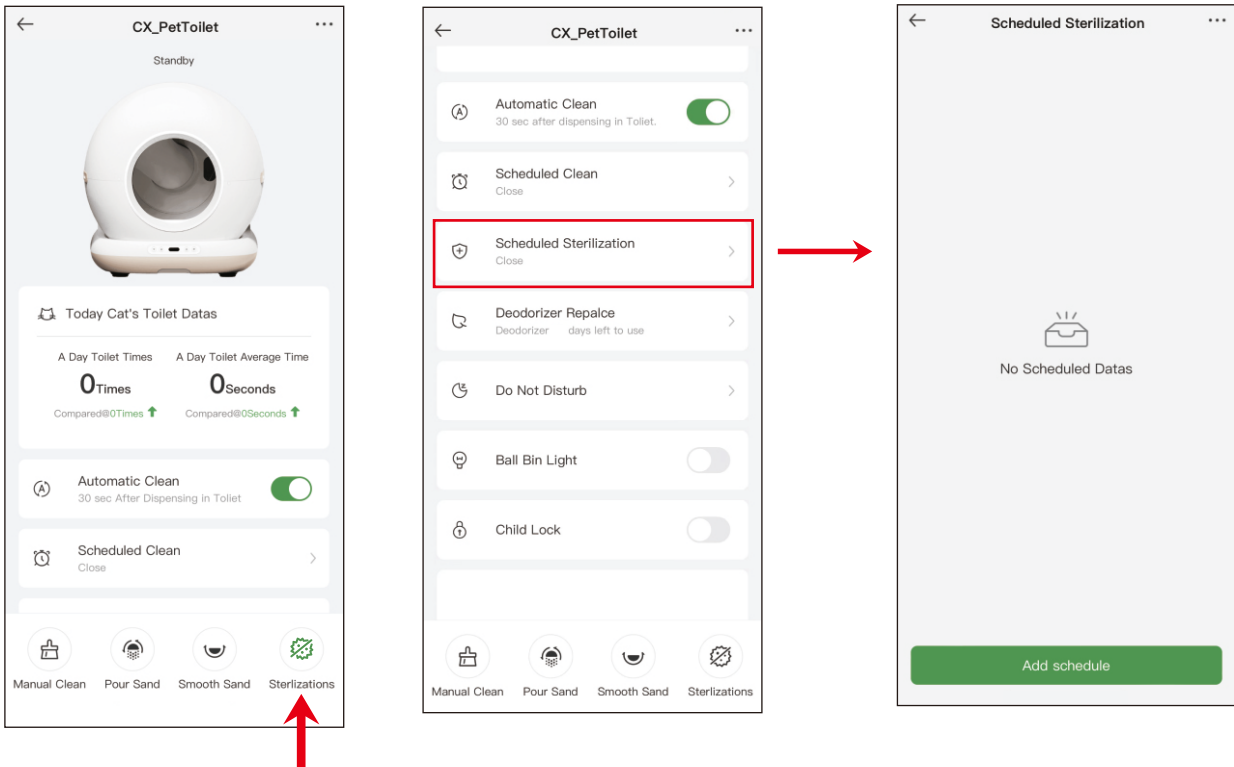 CX_PetToilet
Standby
Today Cat's Toilet Datas
A Day Toilet Times
A Day Toilet Average Time
0Times
0Seconds
Compared@0Times
Compared@0Seconds
Automatic Clean
30 sec After Dispensing in Toliet
Scheduled Clean
Close
Manual Clean
Pour Sand
Smooth Sand
Sterlizations
CX_PetToilet
Automatic Clean
30 sec after dispensing in Toliet.
Scheduled Clean
Close
Scheduled Sterilization
Close
Deodorizer Repalce
Deodorizer days left to use
Do Not Disturb
Ball Bin Light
Child Lock
Manual Clean
Pour Sand
Smooth Sand
Sterlizations
Scheduled Sterilization
No Scheduled Datas
Add schedule